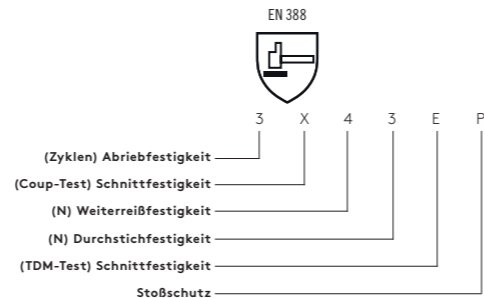 EN 388
3 X 4 3 E P
(Zyklen) Abriebfestigkeit
(Coup-Test) Schnittfestigkeit
(N) Weiterreißfestigkeit
(N) Durchstichfestigkeit
(TDM-Test) Schnittfestigkeit
Stoßschutz